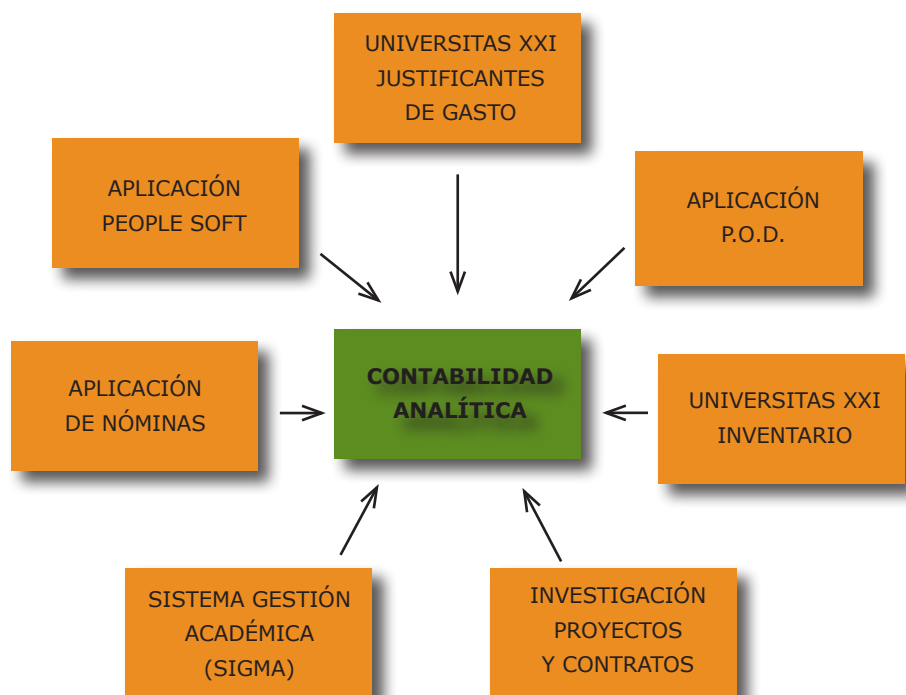 UNIVERSITAS XXI
JUSTIFICANTES
DE GASTO
APLICACIÓN
PEOPLE SOFT
APLICACIÓN
P.O.D.
CONTABILIDAD
ANALÍTICA
APLICACIÓN
DE NÓMINAS
UNIVERSITAS XXI
INVENTARIO
SISTEMA GESTIÓN
ACADÉMICA
(SIGMA)
INVESTIGACIÓN
PROYECTOS
Y CONTRATOS